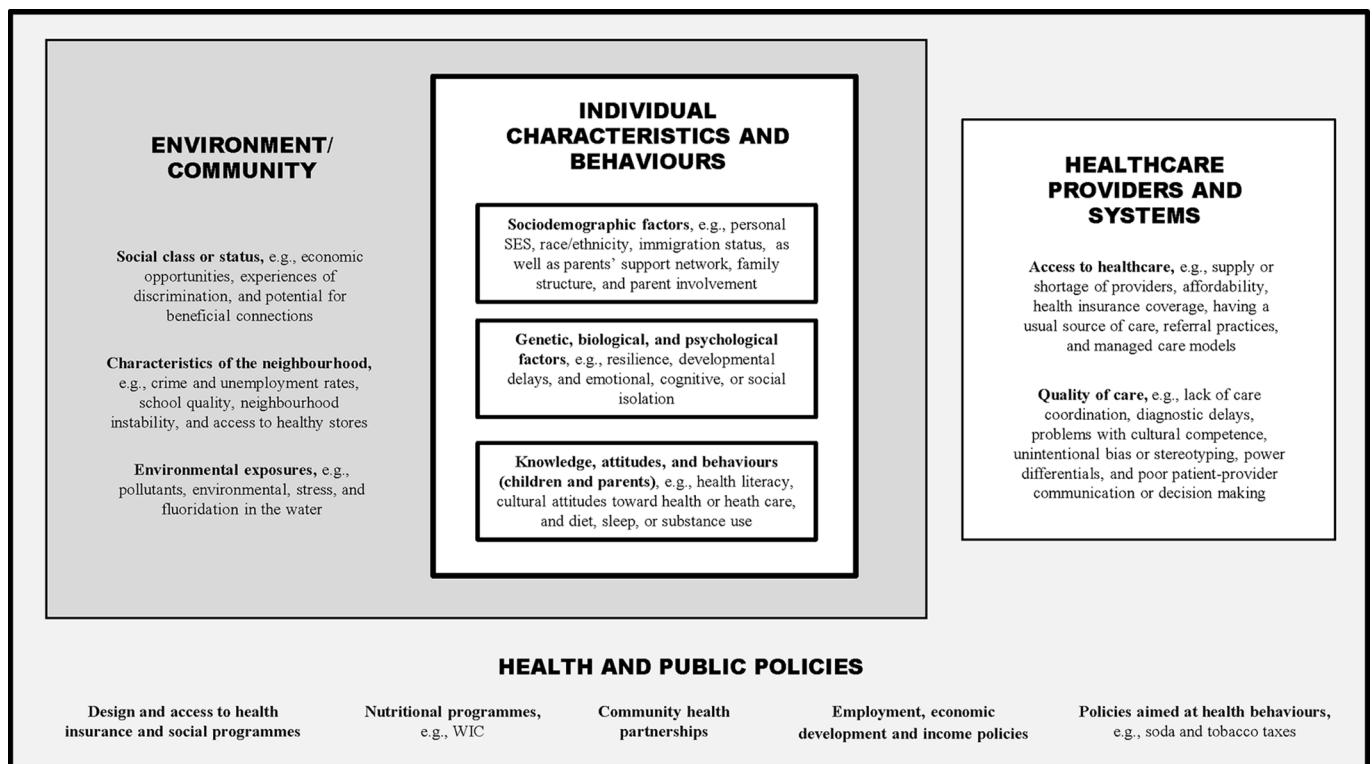 ENVIRONMENT/
COMMUNITY
Social class or status, e.g., economic
opportunities, experiences of
discrimination, and potential for
beneficial connections
Characteristics of the neighbourhood,
e.g., crime and unemployment rates,
school quality, neighbourhood
instability, and access to healthy stores
Environmental exposures, e.g.,
pollutants, environmental, stress, and
fluoridation in the water
INDIVIDUAL
CHARACTERISTICS AND
BEHAVIOURS
Sociodemographic factors, e.g., personal
SES, race/ethnicity, immigration status, as
well as parents’ support network, family
structure, and parent involvement
Genetic, biological, and psychological
factors, e.g., resilience, developmental
delays, and emotional, cognitive, or social
isolation
Knowledge, attitudes, and behaviours
(children and parents), e.g., health literacy,
cultural attitudes toward health or heath care,
and diet, sleep, or substance use
HEALTHCARE
PROVIDERS AND
SYSTEMS
Access to healthcare, e.g., supply or
shortage of providers, affordability,
health insurance coverage, having a
usual source of care, referral practices,
and managed care models
Quality of care, e.g., lack of care
coordination, diagnostic delays,
problems with cultural competence,
unintentional bias or stereotyping, power
differentials, and poor patient-provider
communication or decision making
HEALTH AND PUBLIC POLICIES
Design and access to health
insurance and social programmes
Nutritional programmes,
e.g., WIC
Community health
partnerships
Employment, economic
development and income policies
Policies aimed at health behaviours,
e.g., soda and tobacco taxes